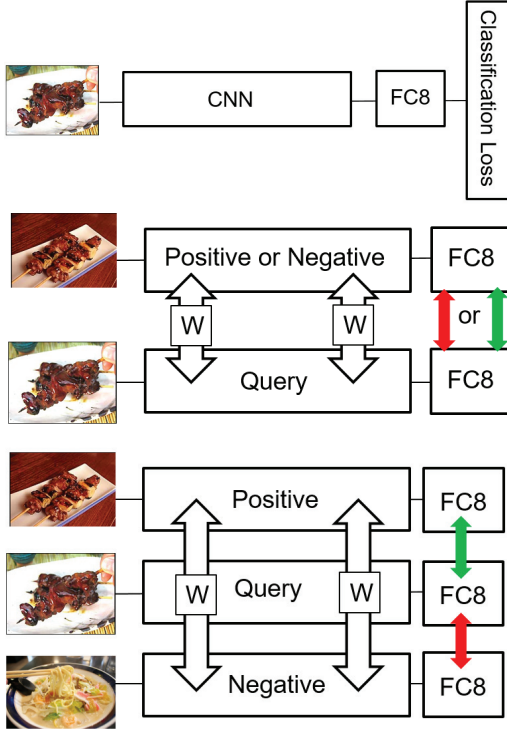 CNN
FC8
Classification Loss
Positive or Negative
FC8
W
W
or
Query
FC8
Positive
FC8
W
Query
W
FC8
Negative
FC8